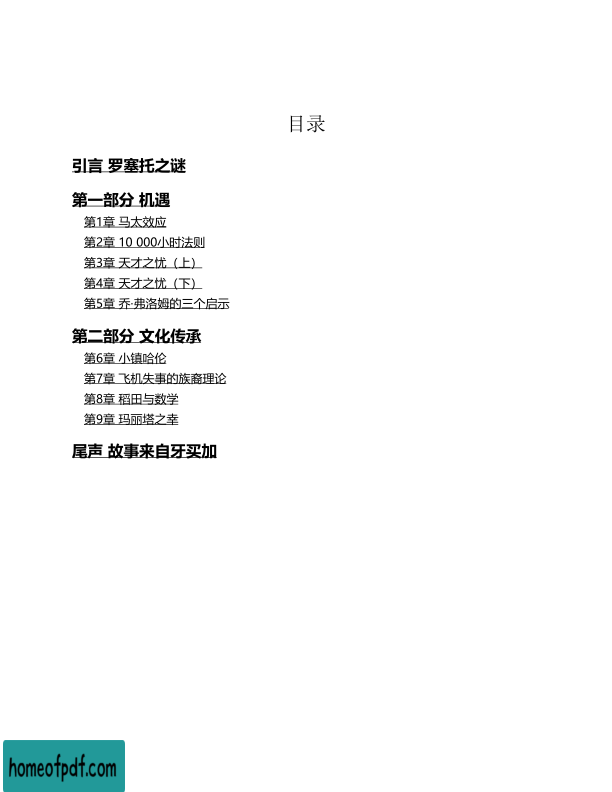 目录
引言 罗塞托之谜
第一部分 机遇
第1章 马太效应
第2章 10 000小时法则
第3章 天才之忧（上）
第4章 天才之忧（下）
第5章 乔·弗洛姆的三个启示
第二部分 文化传承
第6章 小镇哈伦
第7章 飞机失事的族裔理论
第8章 稻田与数学
第9章 玛丽塔之幸
尾声 故事来自牙买加
homeofpdf.com